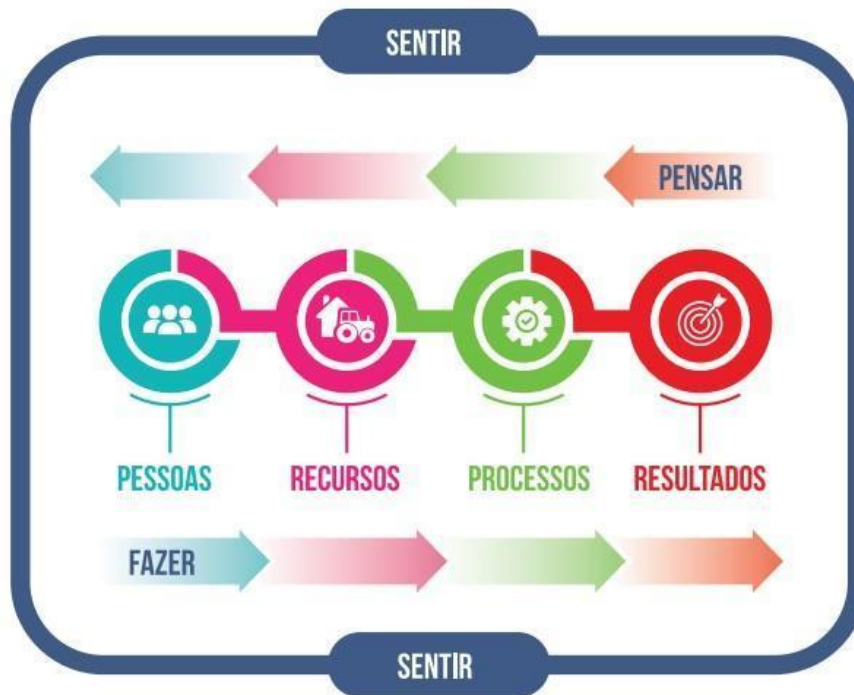 SENTIR
PENSAR
PESSOAS RECURSOS PROCESSOS RESULTADOS
FAZER
SENTIR